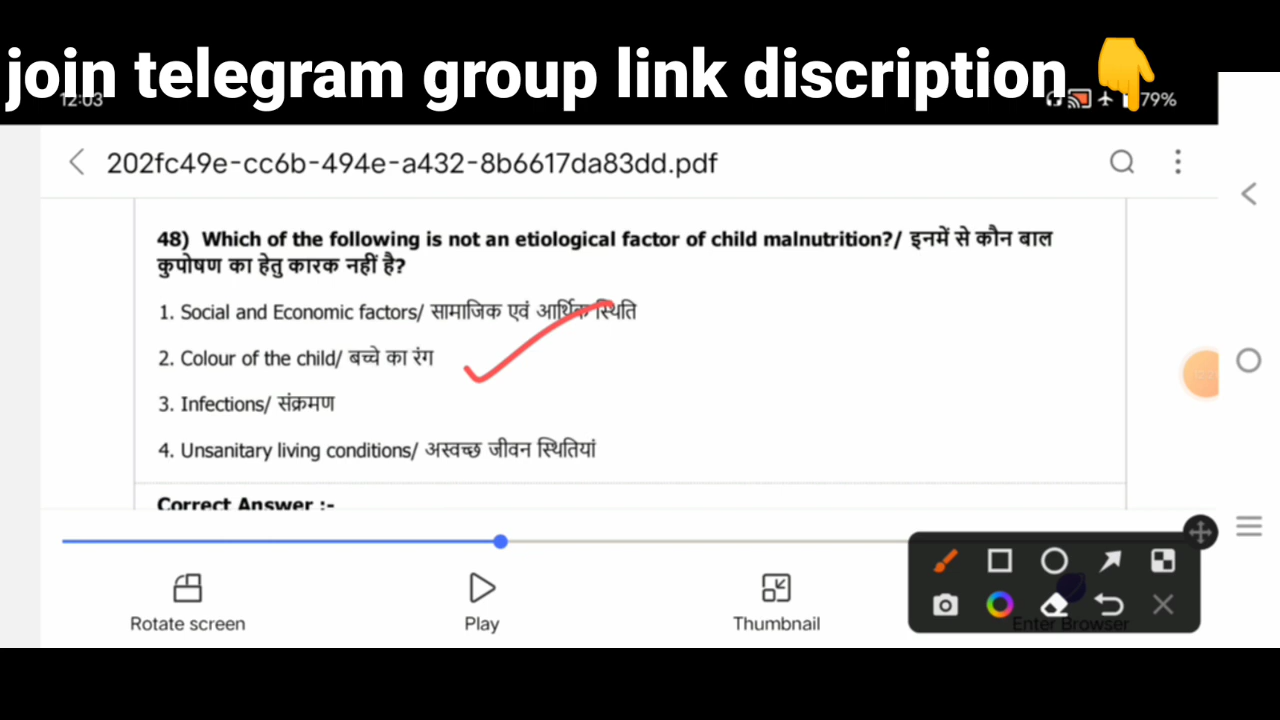 join telegram group link discription 👇
12:03
79%
202fc49e-cc6b-494e-a432-8b6617da83dd.pdf
48) Which of the following is not an etiological factor of child malnutrition?/ इनमें से कौन बाल
कुपोषण का हेतु कारक नहीं है?
1. Social and Economic factors/ सामाजिक एवं आर्थिक स्थिति
2. Colour of the child/ बच्चे का रंग
3. Infections/ संक्रमण
4. Unsanitary living conditions/ अस्वच्छ जीवन स्थितियां
Correct Answer :-
Rotate screen
Play
Thumbnail
Enter Browser